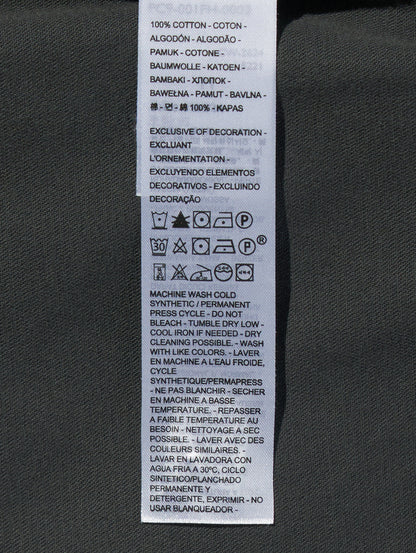 100% COTTON - COTON -
ALGODÓN - ALGODÃO -
PAMUK - COTONE -
BAUMWOLLE - KATOEN -
BAMBAKI - ХЛОПОК -
BAWEŁNA - PAMUT - BAVLNA -
棉 - 면 - 綿 100% - KAPAS
EXCLUSIVE OF DECORATION -
EXCLUANT
L'ORNEMENTATION -
EXCLUYENDO ELEMENTOS
DECORATIVOS - EXCLUINDO
DECORAÇÃO
P
30 P®
MACHINE WASH COLD
SYNTHETIC / PERMANENT
PRESS CYCLE - DO NOT
BLEACH - TUMBLE DRY LOW -
COOL IRON IF NEEDED - DRY
CLEANING POSSIBLE. - WASH
WITH LIKE COLORS. - LAVER
EN MACHINE A L'EAU FROIDE,
CYCLE
SYNTHETIQUE/PERMAPRESS
- NE PAS BLANCHIR - SECHER
EN MACHINE A BASSE
TEMPERATURE. - REPASSER
A FAIBLE TEMPERATURE AU
BESOIN - NETTOYAGE A SEC
POSSIBLE. - LAVER AVEC DES
COULEURS SIMILAIRES. -
LAVAR EN LAVADORA CON
AGUA FRIA A 30ºC, CICLO
SINTETICO/PLANCHADO
PERMANENTE Y
DETERGENTE, EXPRIMIR - NO
USAR BLANQUEADOR -